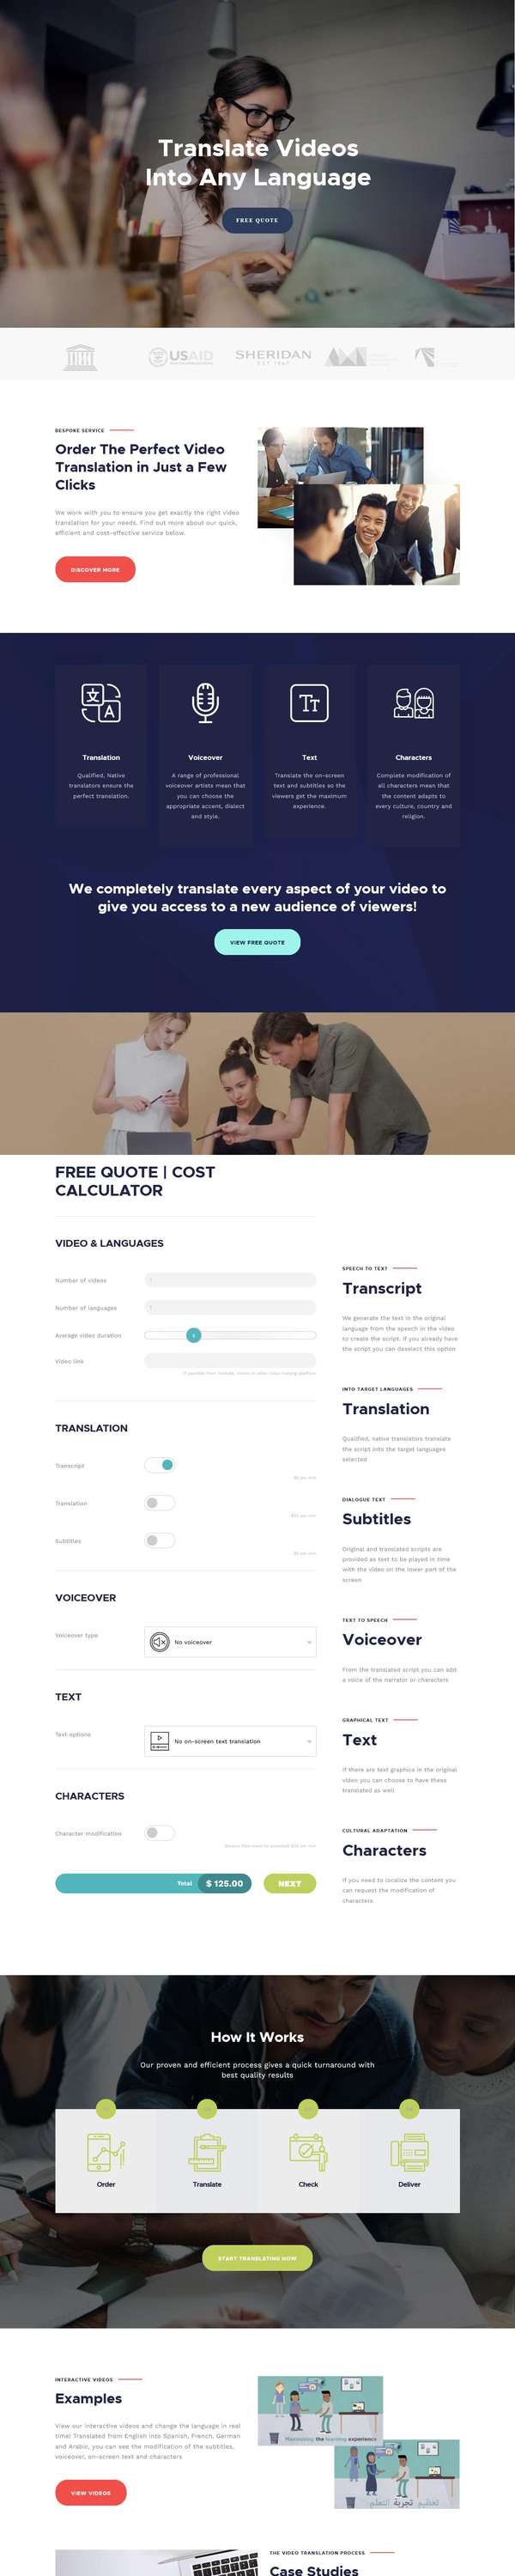 Translate Videos
Into Any Language
FREE QUOTE
USAID
SHERIDAN
EST 1967
BESPOKE SERVICE
Order The Perfect Video
Translation in Just a Few
Clicks
We work with you to ensure you get exactly the right video
translation for your needs. Find out more about our quick,
efficient and cost-effective service below.
DISCOVER MORE
Translation
Qualified, Native
translators ensure the
perfect translation.
Voiceover
A range of professional
voiceover artists mean that
you can choose the
appropriate accent, dialect
and style.
Text
Translate the on-screen
text and subtitles so the
viewers get the maximum
experience.
Characters
Complete modification of
all characters mean that
the content adapts to
every culture, country and
religion.
We completely translate every aspect of your video to
give you access to a new audience of viewers!
VIEW FREE QUOTE
FREE QUOTE | COST
CALCULATOR
VIDEO & LANGUAGES
Number of videos
Number of languages
Average video duration
Video link
TRANSLATION
Transcript
Translation
Subtitles
VOICEOVER
Voiceover type
No voiceover
TEXT
Text options
No on-screen text translation
CHARACTERS
Character modification
Total
$ 125.00
NEXT
SPEECH TO TEXT
Transcript
We generate the text in the original
language from the speech in the video
to create the script. If you already have
the script you can deselect this option
INTO TARGET LANGUAGES
Translation
Qualified, native translators translate
the script into the target languages
selected
DIALOGUE TEXT
Subtitles
Original and translated scripts are
provided as text to be played in time
with the video on the lower part of the
screen
TEXT TO SPEECH
Voiceover
From the translated script you can add
a voice of the narrator or characters
GRAPHICAL TEXT
Text
If there are text graphics in the original
video you can choose to have these
translated as well
CULTURAL ADAPTATION
Characters
If you need to localize the content you
can request the modification of
characters
How It Works
Our proven and efficient process gives a quick turnaround with
best quality results
Order
Translate
Check
Deliver
START TRANSLATING NOW
INTERACTIVE VIDEOS
Examples
View our interactive videos and change the language in real
time! Translated from English into Spanish, French, German
and Arabic, you can see the modification of the subtitles,
voiceover, on-screen text and characters
VIEW VIDEOS
Maximising the learning experience
تعظيم تجربة التعلم
THE VIDEO TRANSLATION PROCESS
Case Studies